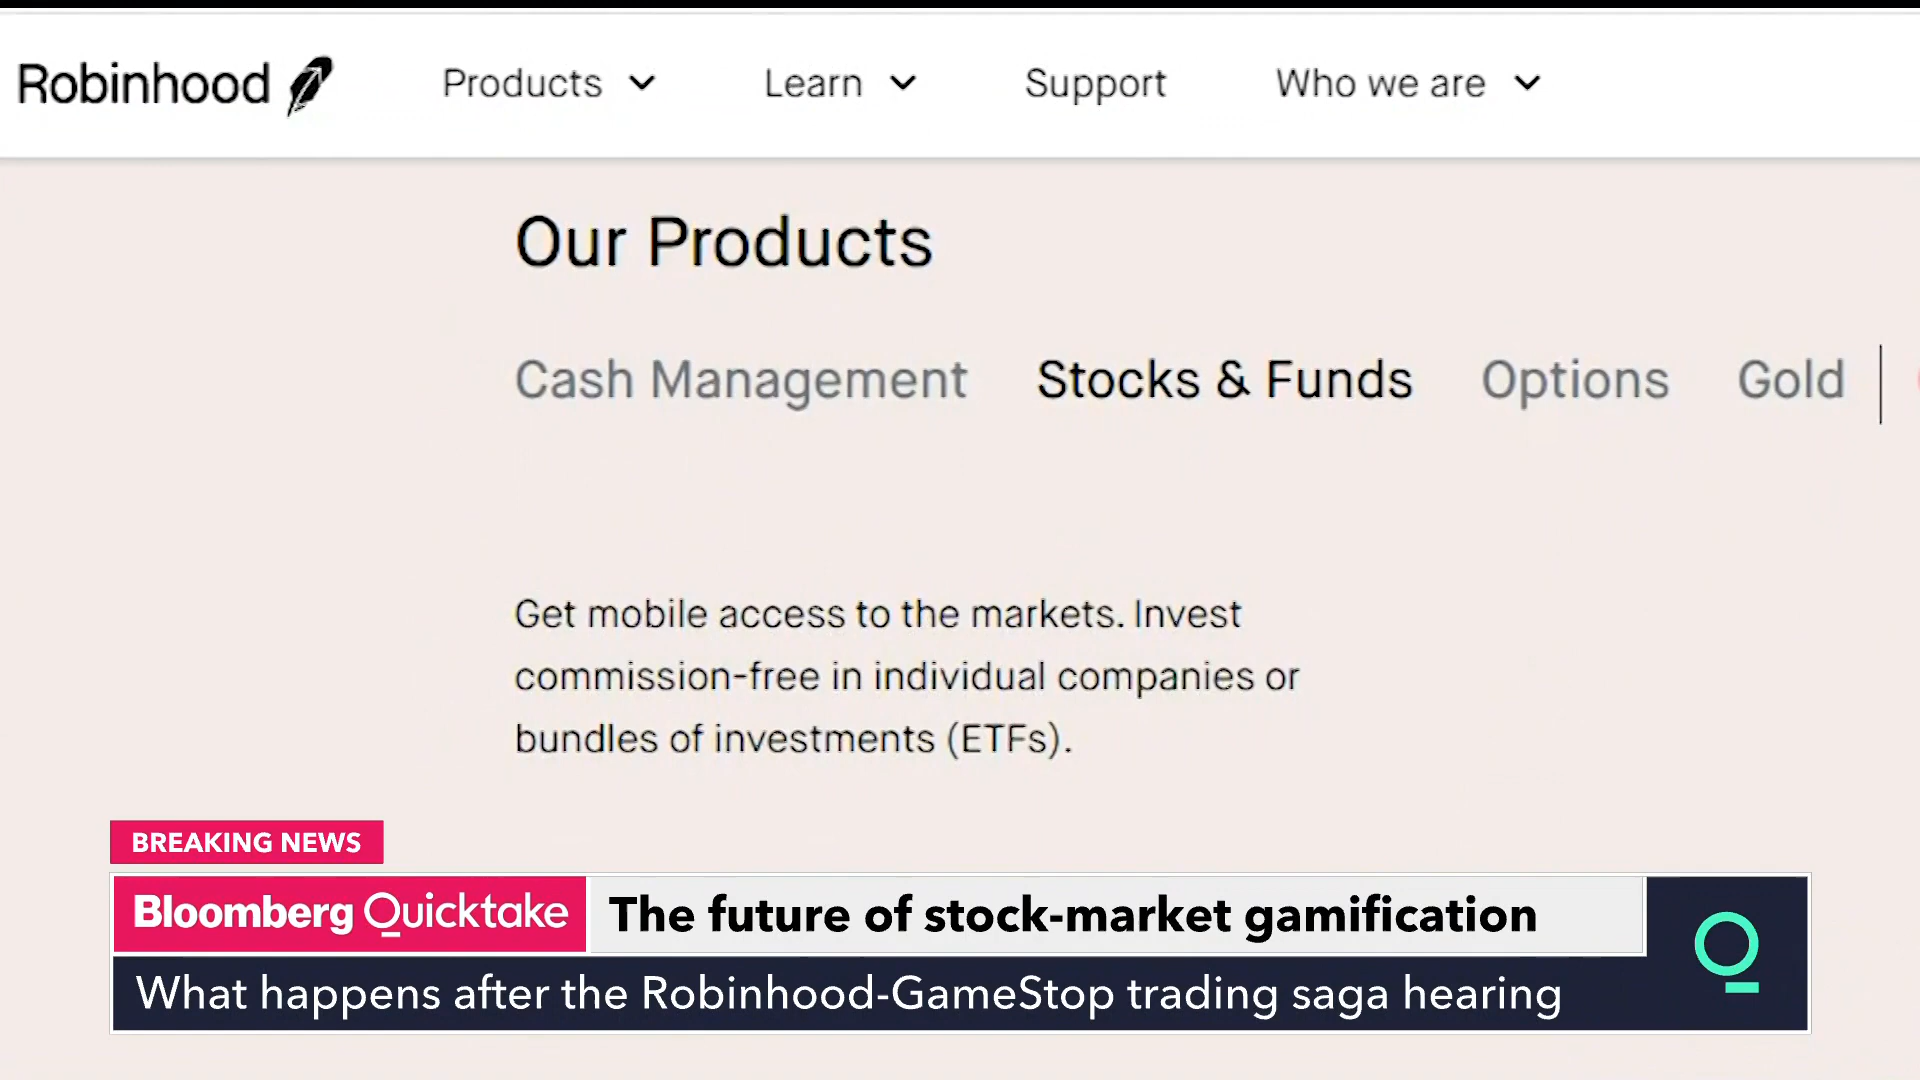 Robinhood Products Learn Support Who we are
Our Products
Cash Management Stocks & Funds Options Gold
Get mobile access to the markets. Invest
commission-free in individual companies or
bundles of investments (ETFs).
BREAKING NEWS
Bloomberg Quicktake The future of stock-market gamification
What happens after the Robinhood-GameStop trading saga hearing